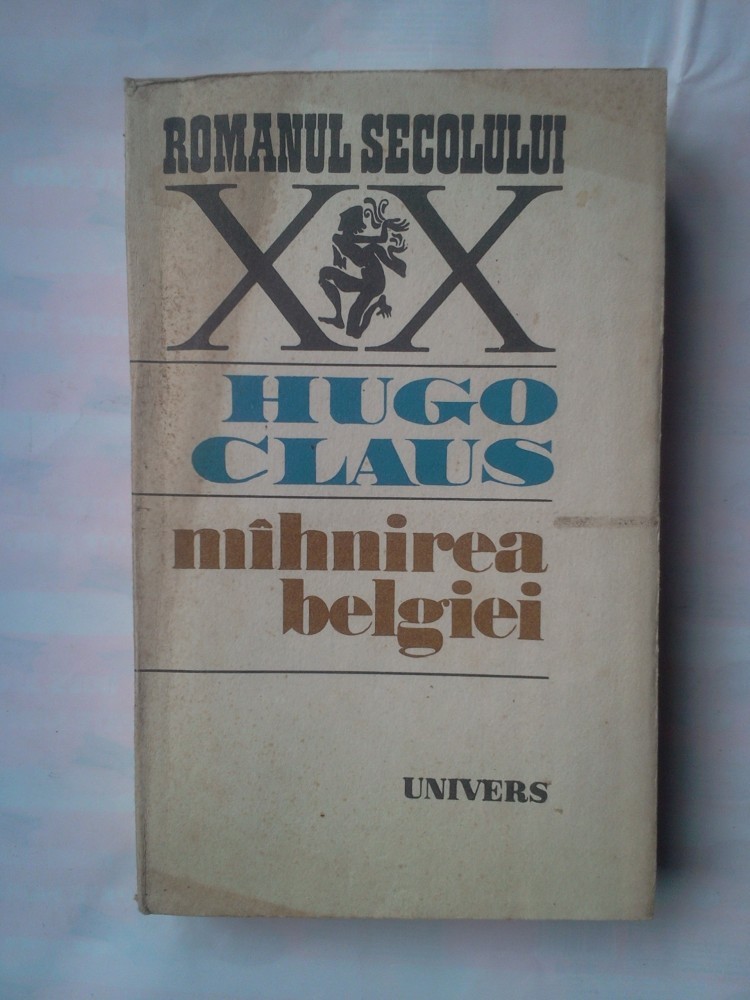 ROMANUL SECOLULUI
XX
HUGO
CLAUS
mîhnirea
belgiei
UNIVERS